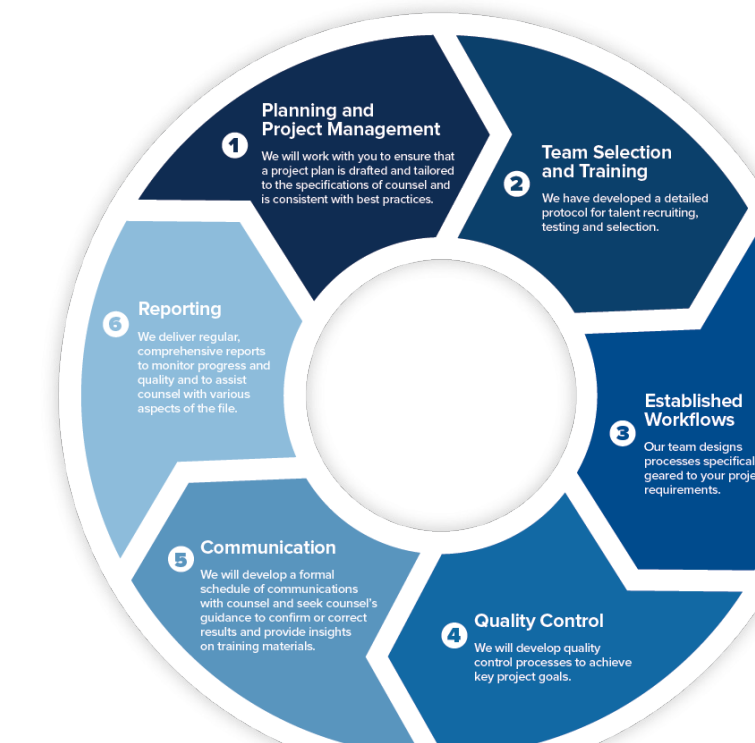 1
Planning and
Project Management
We will work with you to ensure that
a project plan is drafted and tailored
to the specifications of counsel and
is consistent with best practices.
2
Team Selection
and Training
We have developed a detailed
protocol for talent recruiting,
testing and selection.
3
Established
Workflows
Our team designs
processes
geared to your
requirements.
4
Quality Control
We will develop quality
control processes to achieve
key project goals.
5
Communication
We will develop a formal
schedule of communications
with counsel and seek counsel's
guidance to confirm or correct
results and provide insights
on training materials.
6
Reporting
We deliver regular,
comprehensive reports
to monitor progress and
quality and to assist
counsel with various
aspects of the file.